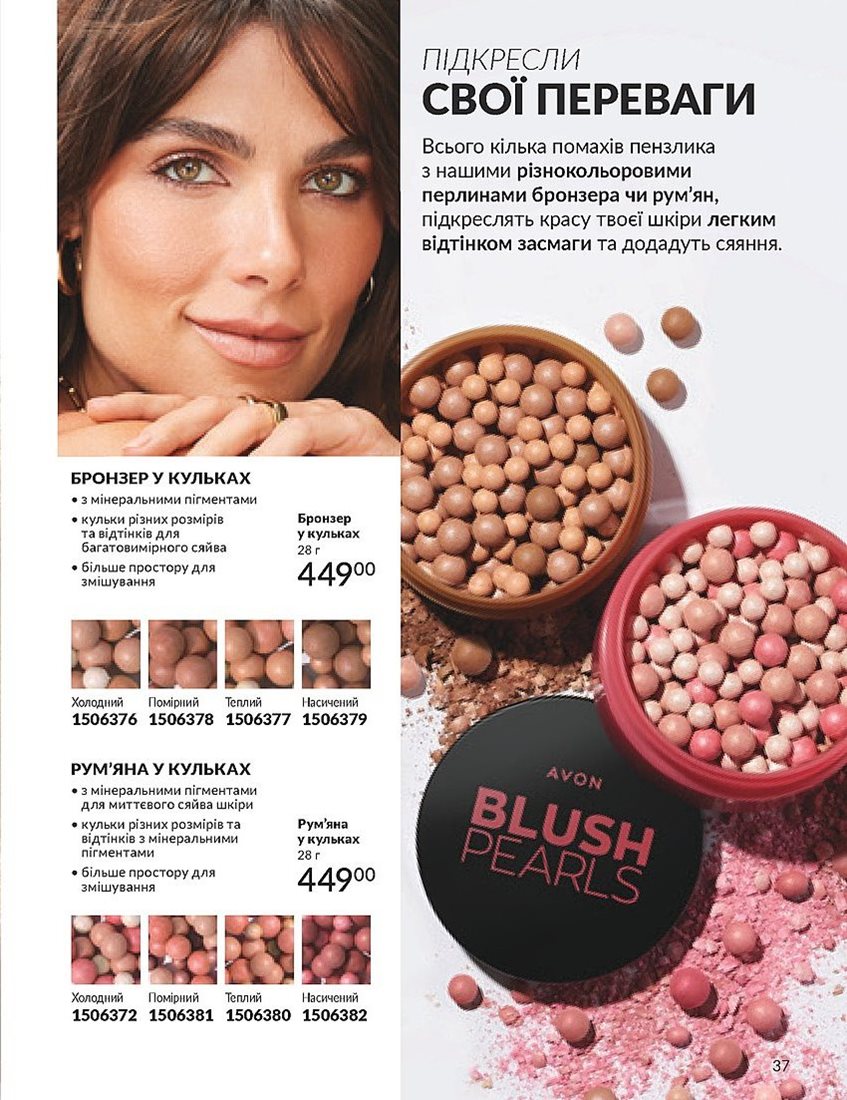 ПІДКРЕСЛИ
СВОЇ ПЕРЕВАГИ
Всього кілька помахів пензлика
з нашими різнокольоровими
перлинами бронзера чи рум'ян,
підкреслять красу твоєї шкіри легким
відтінком засмаги та додадуть сяяння.
БРОНЗЕР У КУЛЬКАХ
• з мінеральними пігментами
• кульки різних розмірів
та відтінків для
багатовимірного сяйва
• більше простору для
змішування
Бронзер
у кульках
28 г
44900
Холодний
1506376
Помірний
1506378
Теплий
1506377
Насичений
1506379
РУМ'ЯНА У КУЛЬКАХ
• з мінеральними пігментами
для миттєвого сяйва шкіри
• кульки різних розмірів та
відтінків з мінеральними
пігментами
• більше простору для
змішування
Рум'яна
у кульках
28 г
44900
Холодний
1506372
Помірний
1506381
Теплий
1506380
Насичений
1506382
AVON
BLUSH
PEARLS
37